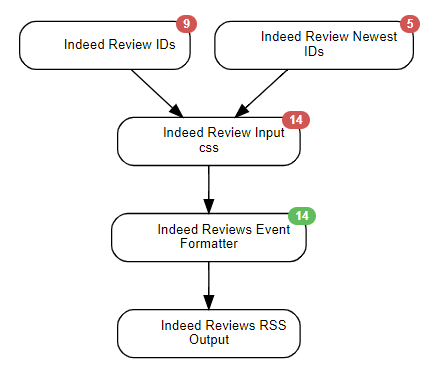 9
5
Indeed Review IDs
Indeed Review Newest
IDs
14
Indeed Review Input
css
14
Indeed Reviews Event
Formatter
Indeed Reviews RSS
Output